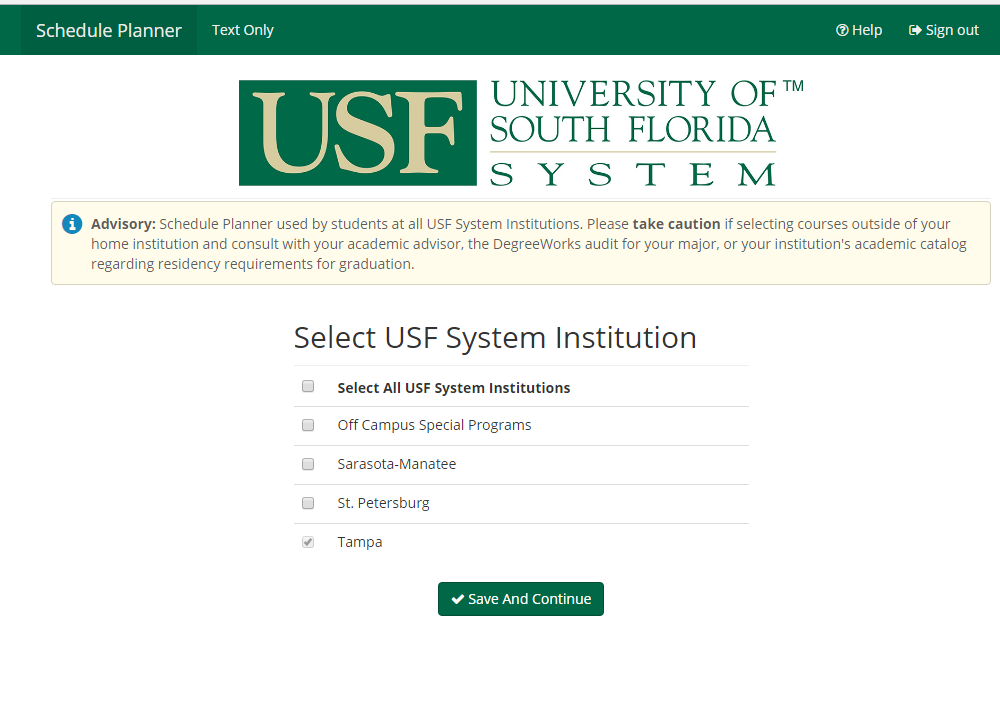 Schedule Planner Text Only Help Sign out
USF UNIVERSITY OF™
SOUTH FLORIDA
SYSTEM
Advisory: Schedule Planner used by students at all USF System Institutions. Please take caution if selecting courses outside of your
home institution and consult with your academic advisor, the DegreeWorks audit for your major, or your institution's academic catalog
regarding residency requirements for graduation.
Select USF System Institution
Select All USF System Institutions
Off Campus Special Programs
Sarasota-Manatee
St. Petersburg
Tampa
Save And Continue